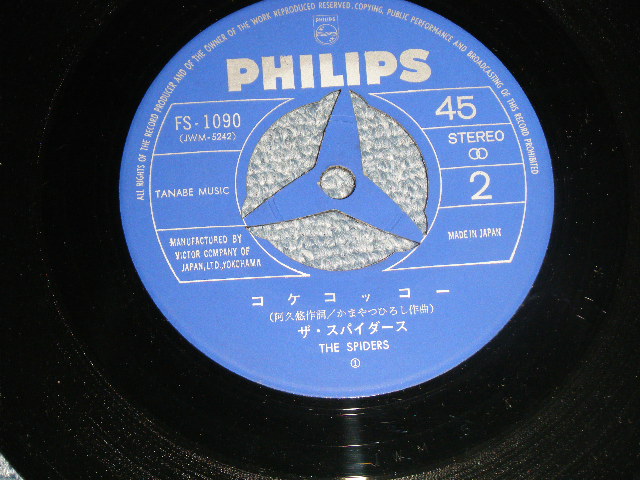 ALL RIGHTS OF THE RECORD PRODUCER AND OF THE OWNER OF THE WORK REPRODUCED RESERVED. COPYING, PUBLIC PERFORMANCE AND BROADCASTING OF THIS RECORD PROHIBITED
PHILIPS
PHILIPS
FS-1090
(JWM-5242)
45
STEREO
TANABE MUSIC
2
MANUFACTURED BY
VICTOR COMPANY OF
JAPAN, LTD., YOKOHAMA
MADE IN JAPAN
コケコッコー
(阿久悠作詞/かまやつひろし作曲)
ザ・スパイダース
THE SPIDERS
①